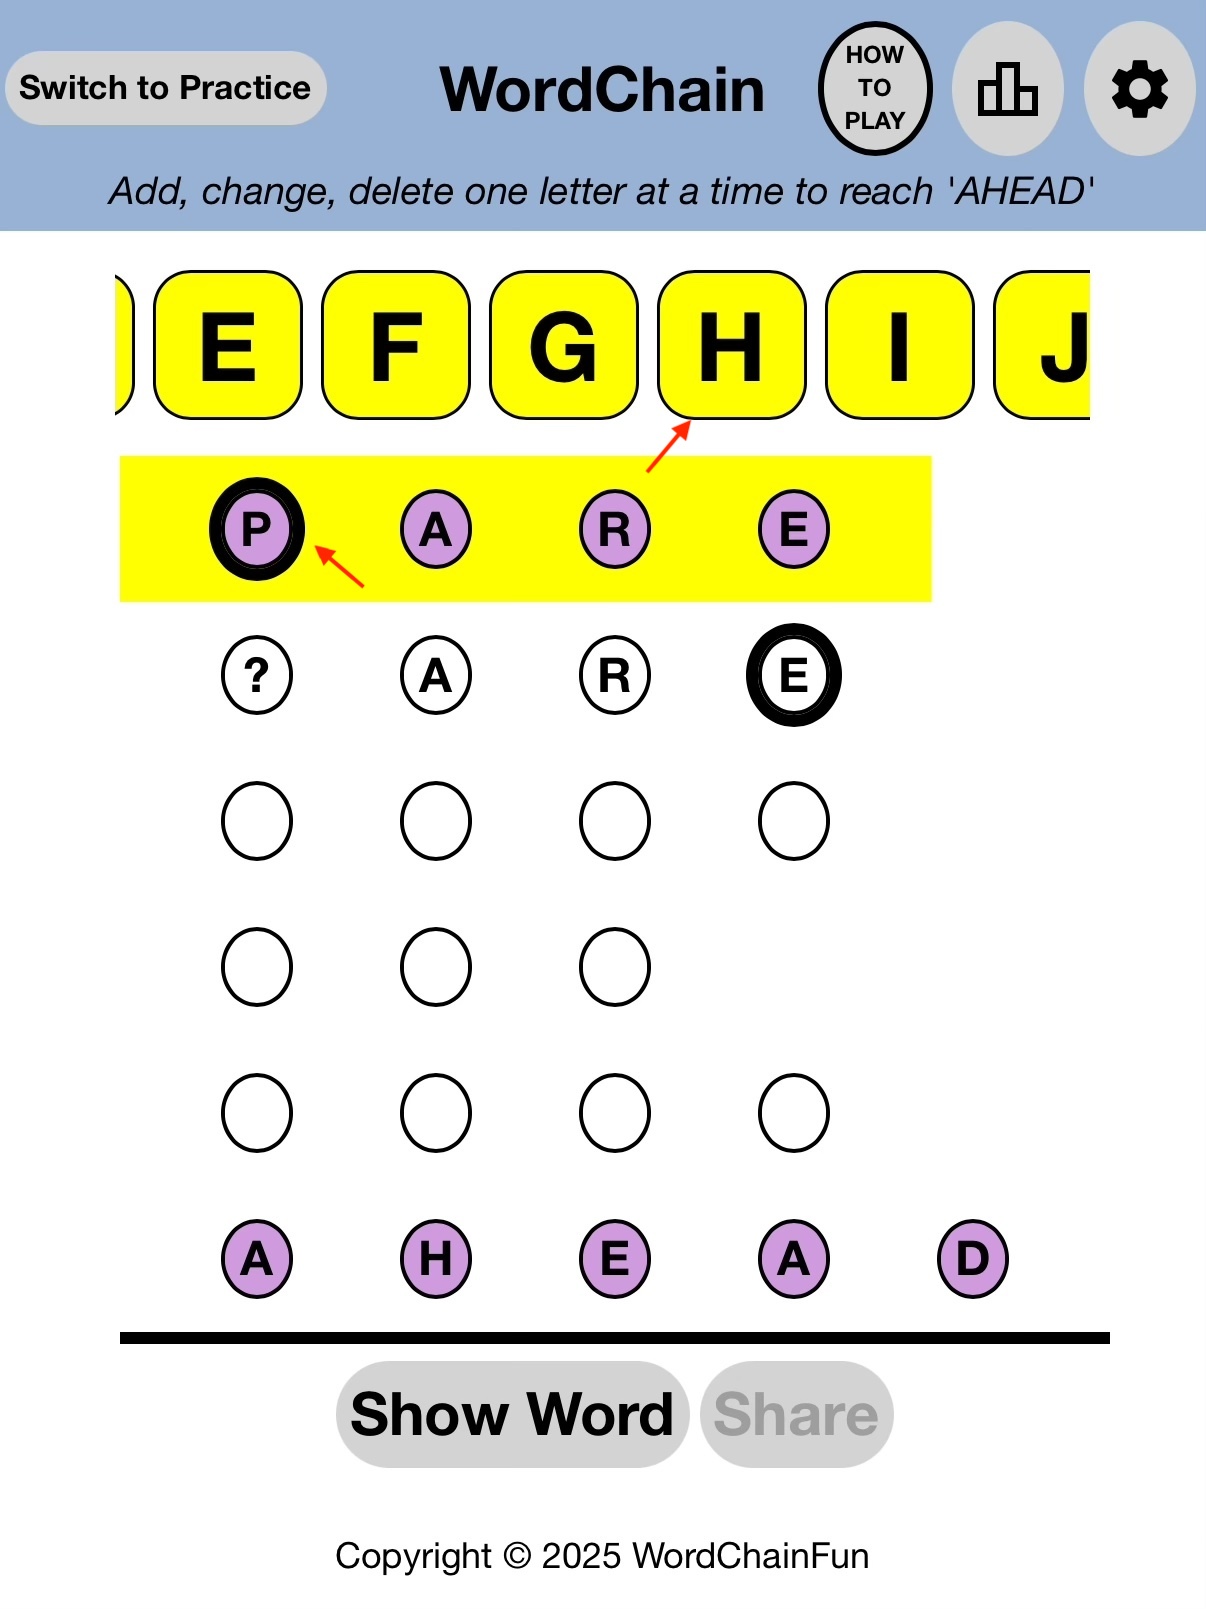 Switch to Practice
WordChain
HOW
TO
PLAY
Add, change, delete one letter at a time to reach 'AHEAD'
E F G H I J
P A R E
? A R E
A H E A D
Show Word
Share
Copyright © 2025 WordChainFun